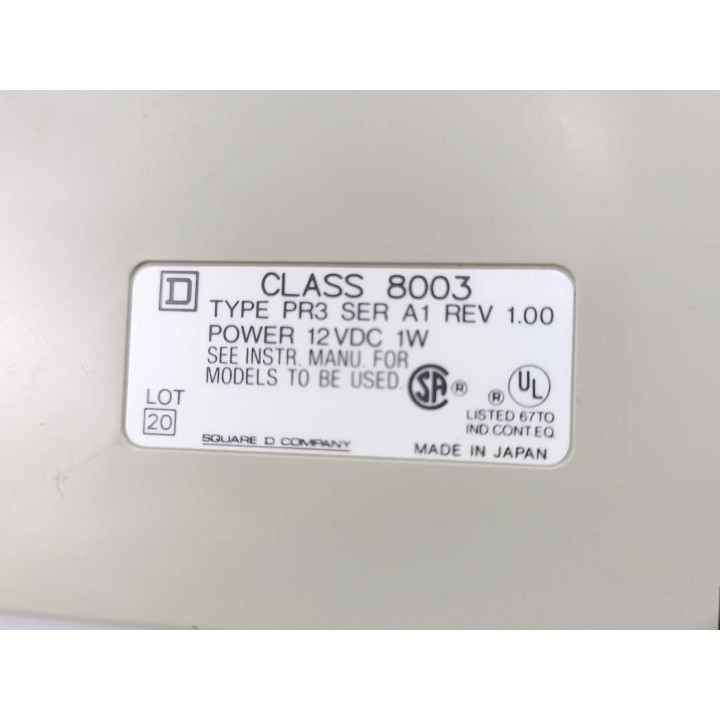 D CLASS 8003
TYPE PR3 SER A1 REV 1.00
POWER 12VDC 1W
SEE INSTR. MANU. FOR
MODELS TO BE USED.
SA ®
® UL
LISTED 67TO
IND CONT EQ
LOT
20
SQUARE D COMPANY
MADE IN JAPAN